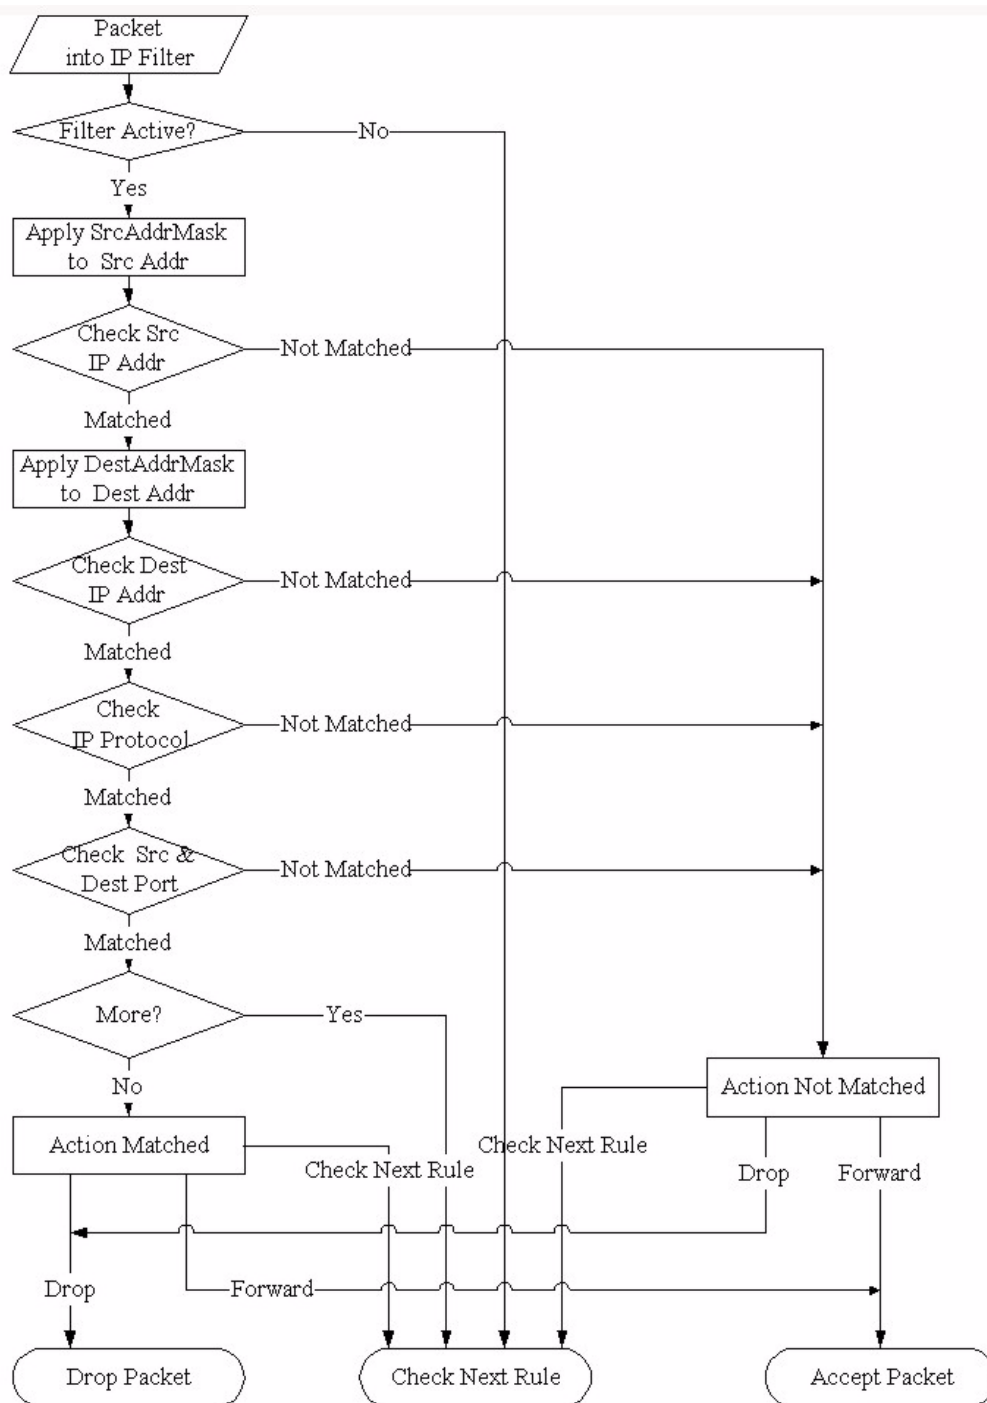 Packet
into IP Filter
Filter Active?
No
Yes
Apply SrcAddrMask
to Src Addr
Check Src
IP Addr
Not Matched
Matched
Apply DestAddrMask
to Dest Addr
Check Dest
IP Addr
Not Matched
Matched
Check
IP Protocol
Not Matched
Matched
Check Src &
Dest Port
Not Matched
Matched
More?
Yes
No
Action Not Matched
Action Matched
Check Next Rule
Check Next Rule
Drop
Forward
Drop
Forward
Drop Packet
Check Next Rule
Accept Packet